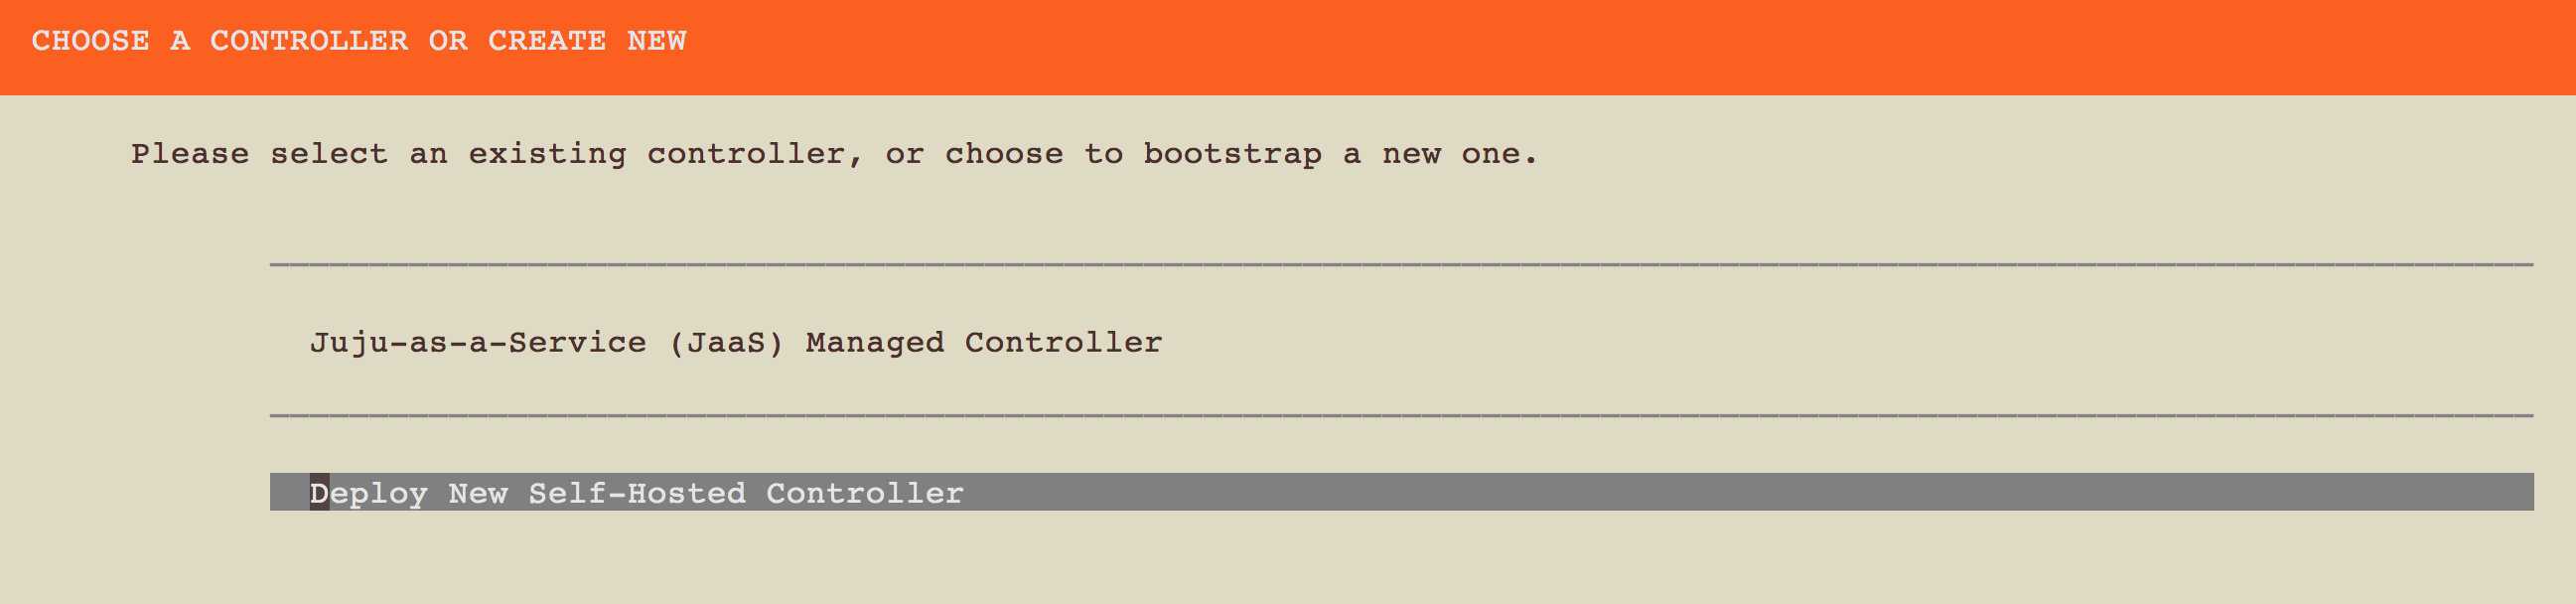 CHOOSE A CONTROLLER OR CREATE NEW
Please select an existing controller, or choose to bootstrap a new one.
Juju-as-a-Service (JaaS) Managed Controller
Deploy New Self-Hosted Controller